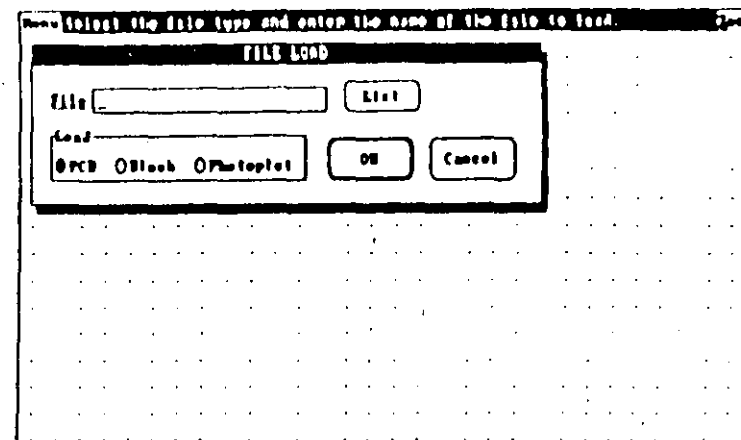 Menu Select the file type and enter the name of the file to load.
FILE LOAD
File
List
Load
PCB Block Photoplot
OK
Cancel